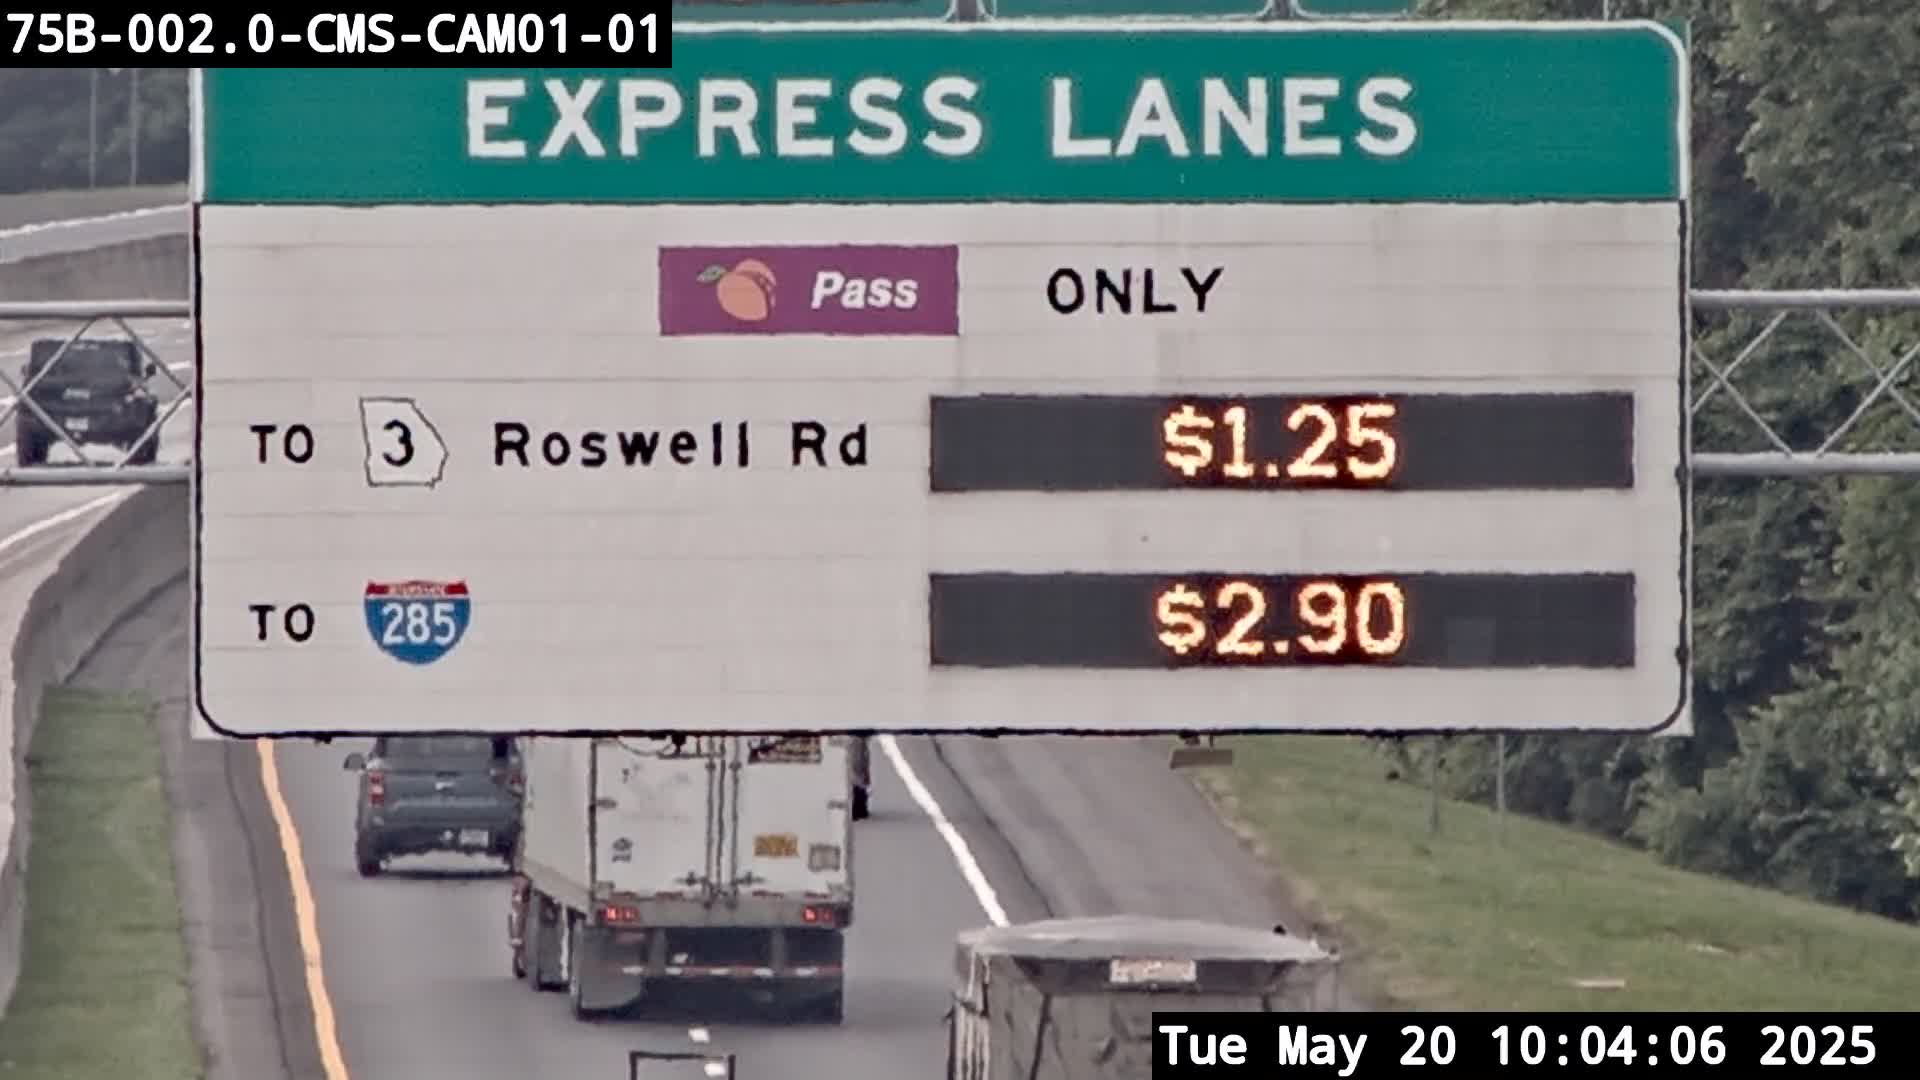 75B-002.0-CMS-CAM01-01
EXPRESS LANES
Pass ONLY
TO 3 Roswell Rd $1.25
TO INTERSTATE 285 $2.90
Tue May 20 10:04:06 2025